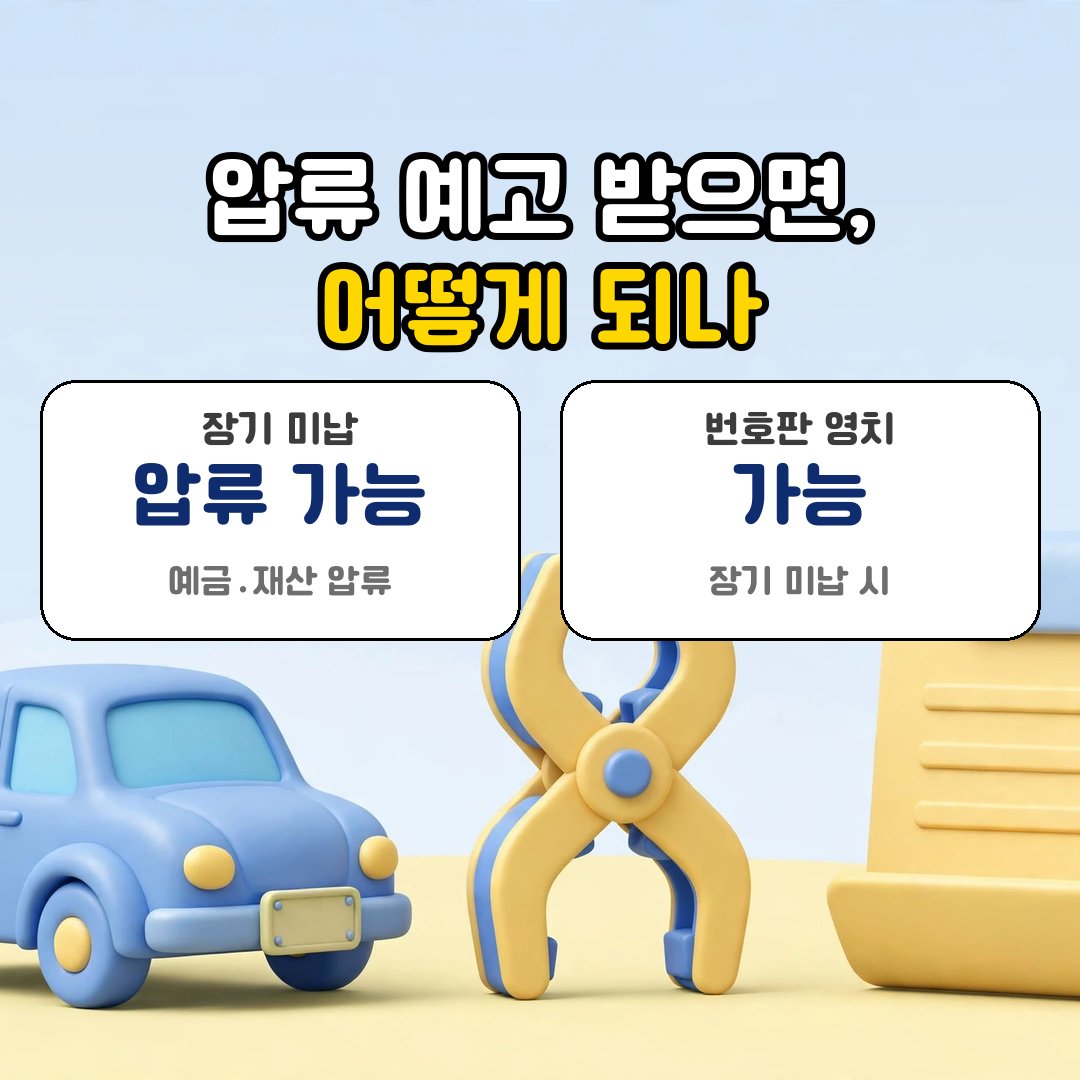 압류 예고 받으면,
어떻게 되나
장기 미납
압류 가능
예금.재산 압류
번호판 영치
가능
장기 미납 시